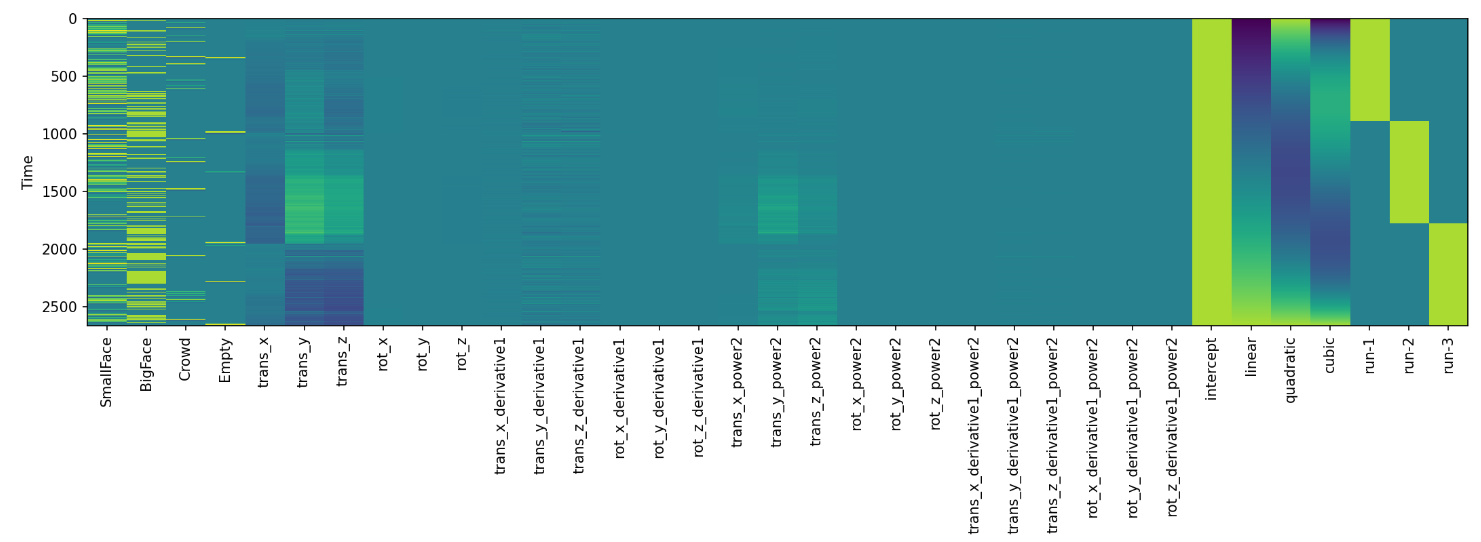 0
500
1000
1500
2000
2500
Time
SmallFace
BigFace
Crowd
Empty
trans_x
trans_y
trans_z
rot_x
rot_y
rot_z
trans_x_derivative1
trans_y_derivative1
trans_z_derivative1
rot_x_derivative1
rot_y_derivative1
rot_z_derivative1
trans_x_power2
trans_y_power2
trans_z_power2
rot_x_power2
rot_y_power2
rot_z_power2
trans_x_derivative1_power2
trans_y_derivative1_power2
trans_z_derivative1_power2
rot_x_derivative1_power2
rot_y_derivative1_power2
rot_z_derivative1_power2
intercept
linear
quadratic
cubic
run-1
run-2
run-3